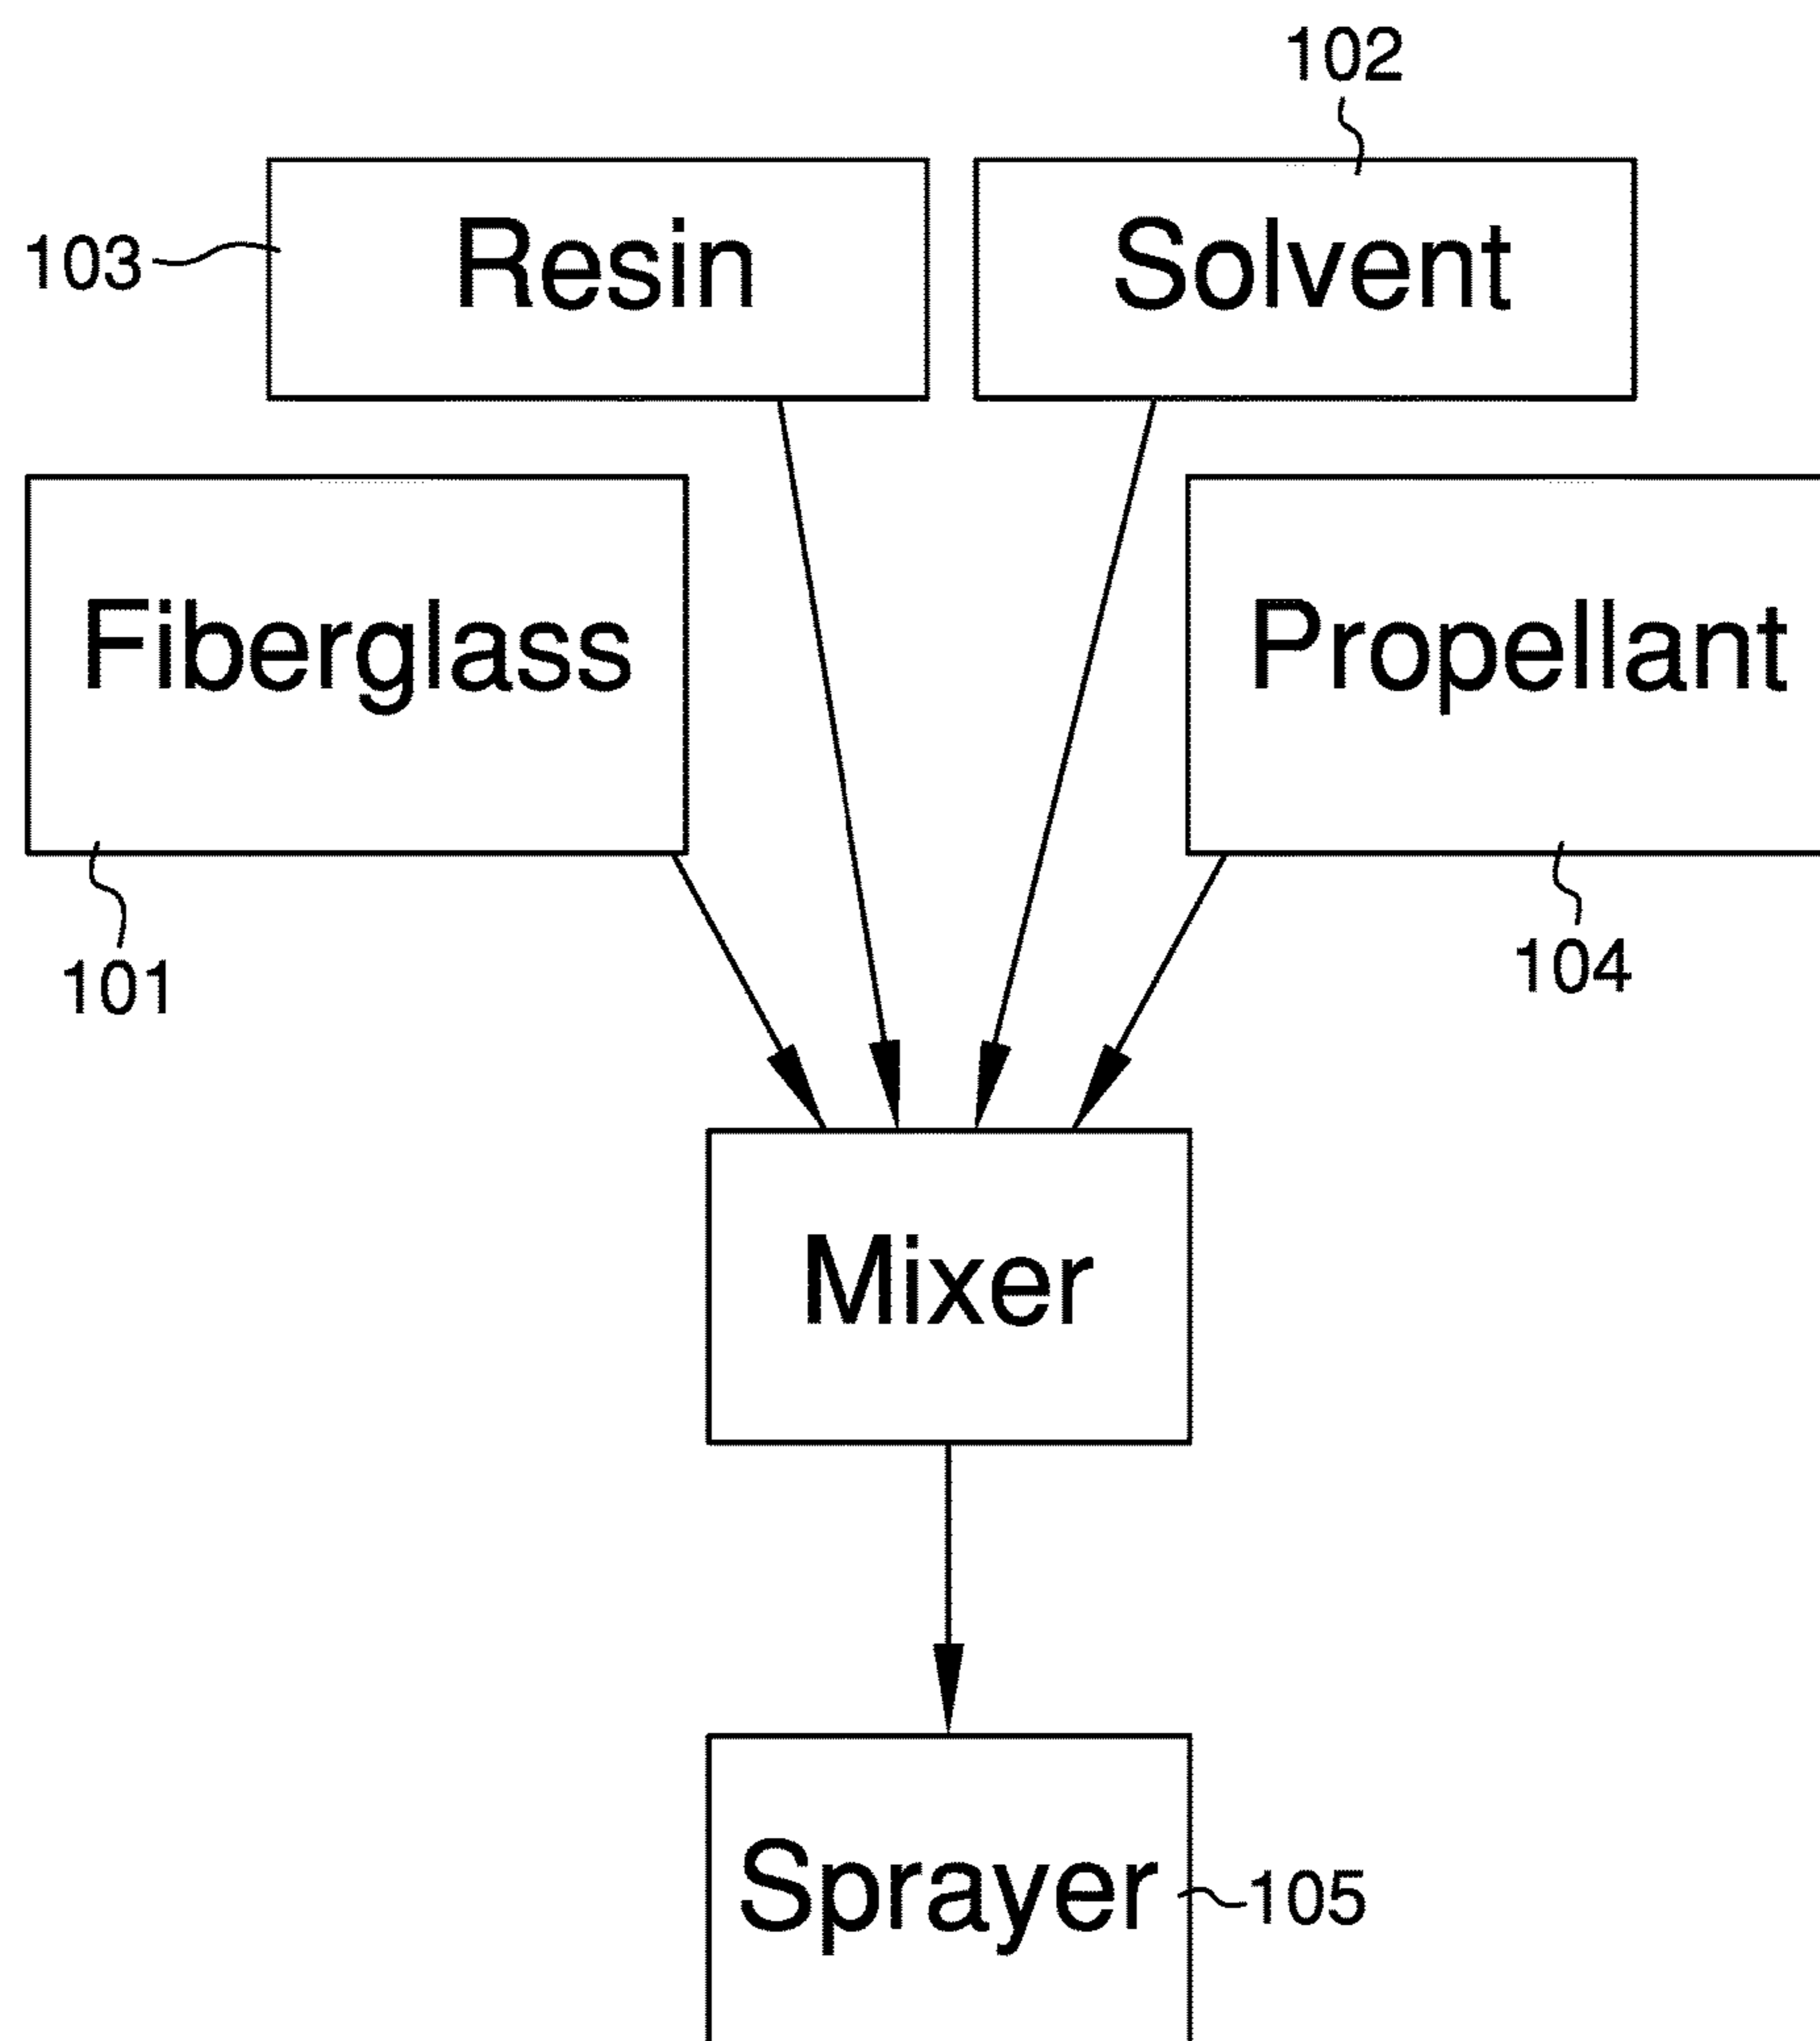 102
103
Resin
Solvent
Fiberglass
Propellant
101
104
Mixer
Sprayer
105